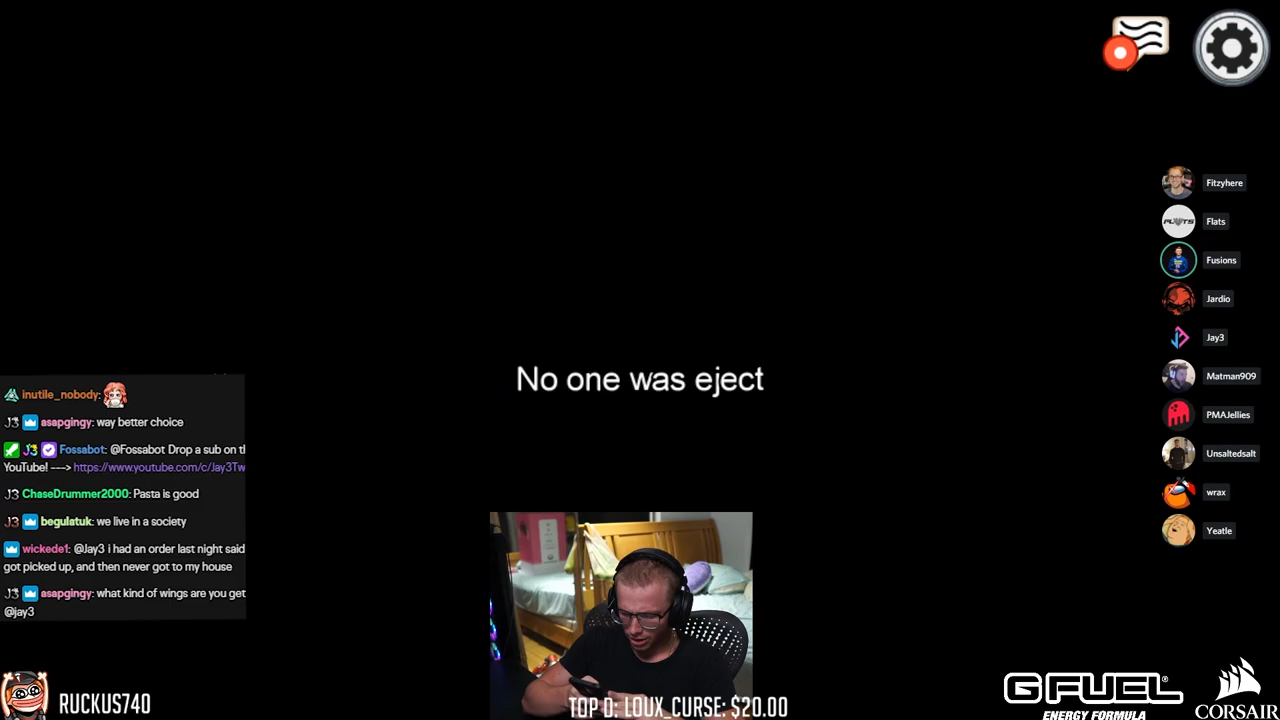 No one was eject
Fitzyhere
Flats
Fusions
Jardio
Jay3
Matman909
PMAJellies
Unsaltedsalt
wrax
Yeatle
inutile_nobody:
asapgingy: way better choice
Fossabot: @Fossabot Drop a sub on th
YouTube! ---> https://www.youtube.com/c/Jay3Tw
ChaseDrummer2000: Pasta is good
begulatuk: we live in a society
wickedef: @Jay3 i had an order last night said
got picked up, and then never got to my house
asapgingy: what kind of wings are you get
@jay3
RUCKUS740
TOP D: LOUX_CURSE: $20.00
G FUEL
ENERGY FORMULA
CORSAIR